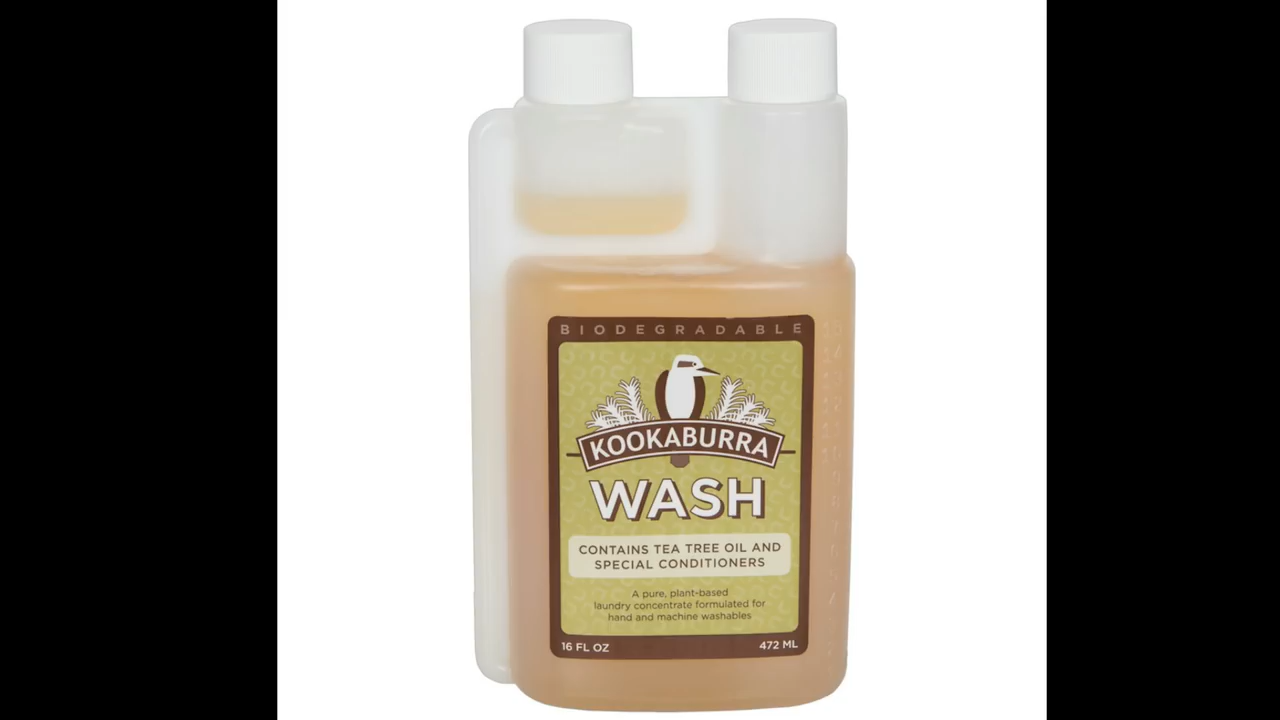 BIODEGRADABLE
KOOKABURRA
WASH
CONTAINS TEA TREE OIL AND
SPECIAL CONDITIONERS
A pure, plant-based
laundry concentrate formulated for
hand and machine washables
16 FL OZ 472 ML